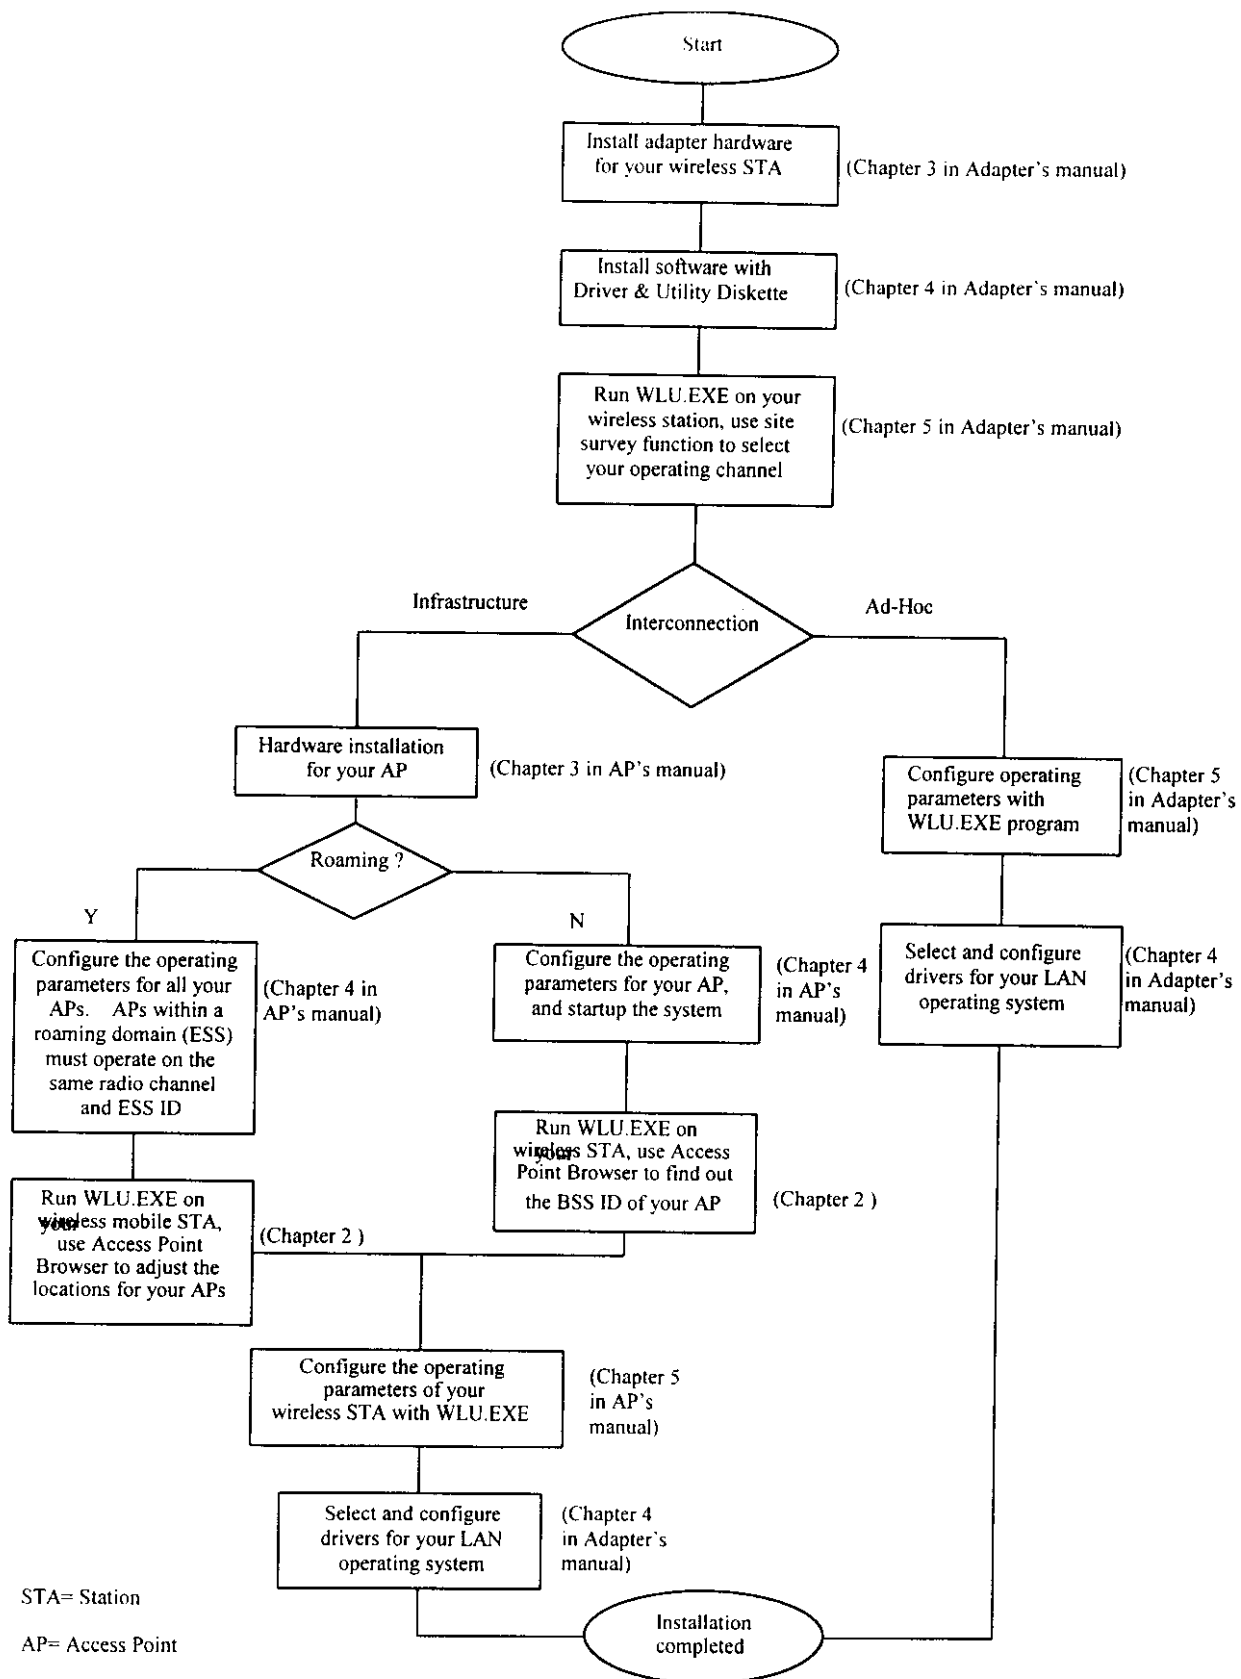 Start
Install adapter hardware
for your wireless STA
(Chapter 3 in Adapter's manual)
Install software with
Driver & Utility Diskette
(Chapter 4 in Adapter's manual)
Run WLU.EXE on your
wireless station, use site
survey function to select
your operating channel
(Chapter 5 in Adapter's manual)
Infrastructure
Interconnection
Ad-Hoc
Hardware installation
for your AP
(Chapter 3 in AP's manual)
Configure operating
parameters with
WLU.EXE program
(Chapter 5
in Adapter's
manual)
Roaming ?
Y
N
Configure the operating
parameters for all your
APs. APs within a
roaming domain (ESS)
must operate on the
same radio channel
and ESS ID
(Chapter 4 in
AP's manual)
Configure the operating
parameters for your AP,
and startup the system
(Chapter 4
in AP's
manual)
Select and configure
drivers for your LAN
operating system
(Chapter 4
in Adapter's
manual)
Run WLU.EXE on
your
wireless STA, use Access
Point Browser to find out
the BSS ID of your AP
(Chapter 2 )
Run WLU.EXE on
your
wireless mobile STA,
use Access Point
Browser to adjust the
locations for your APs
(Chapter 2 )
Configure the operating
parameters of your
wireless STA with WLU.EXE
(Chapter 5
in AP's
manual)
Select and configure
drivers for your LAN
operating system
(Chapter 4
in Adapter's
manual)
STA= Station
AP= Access Point
Installation
completed